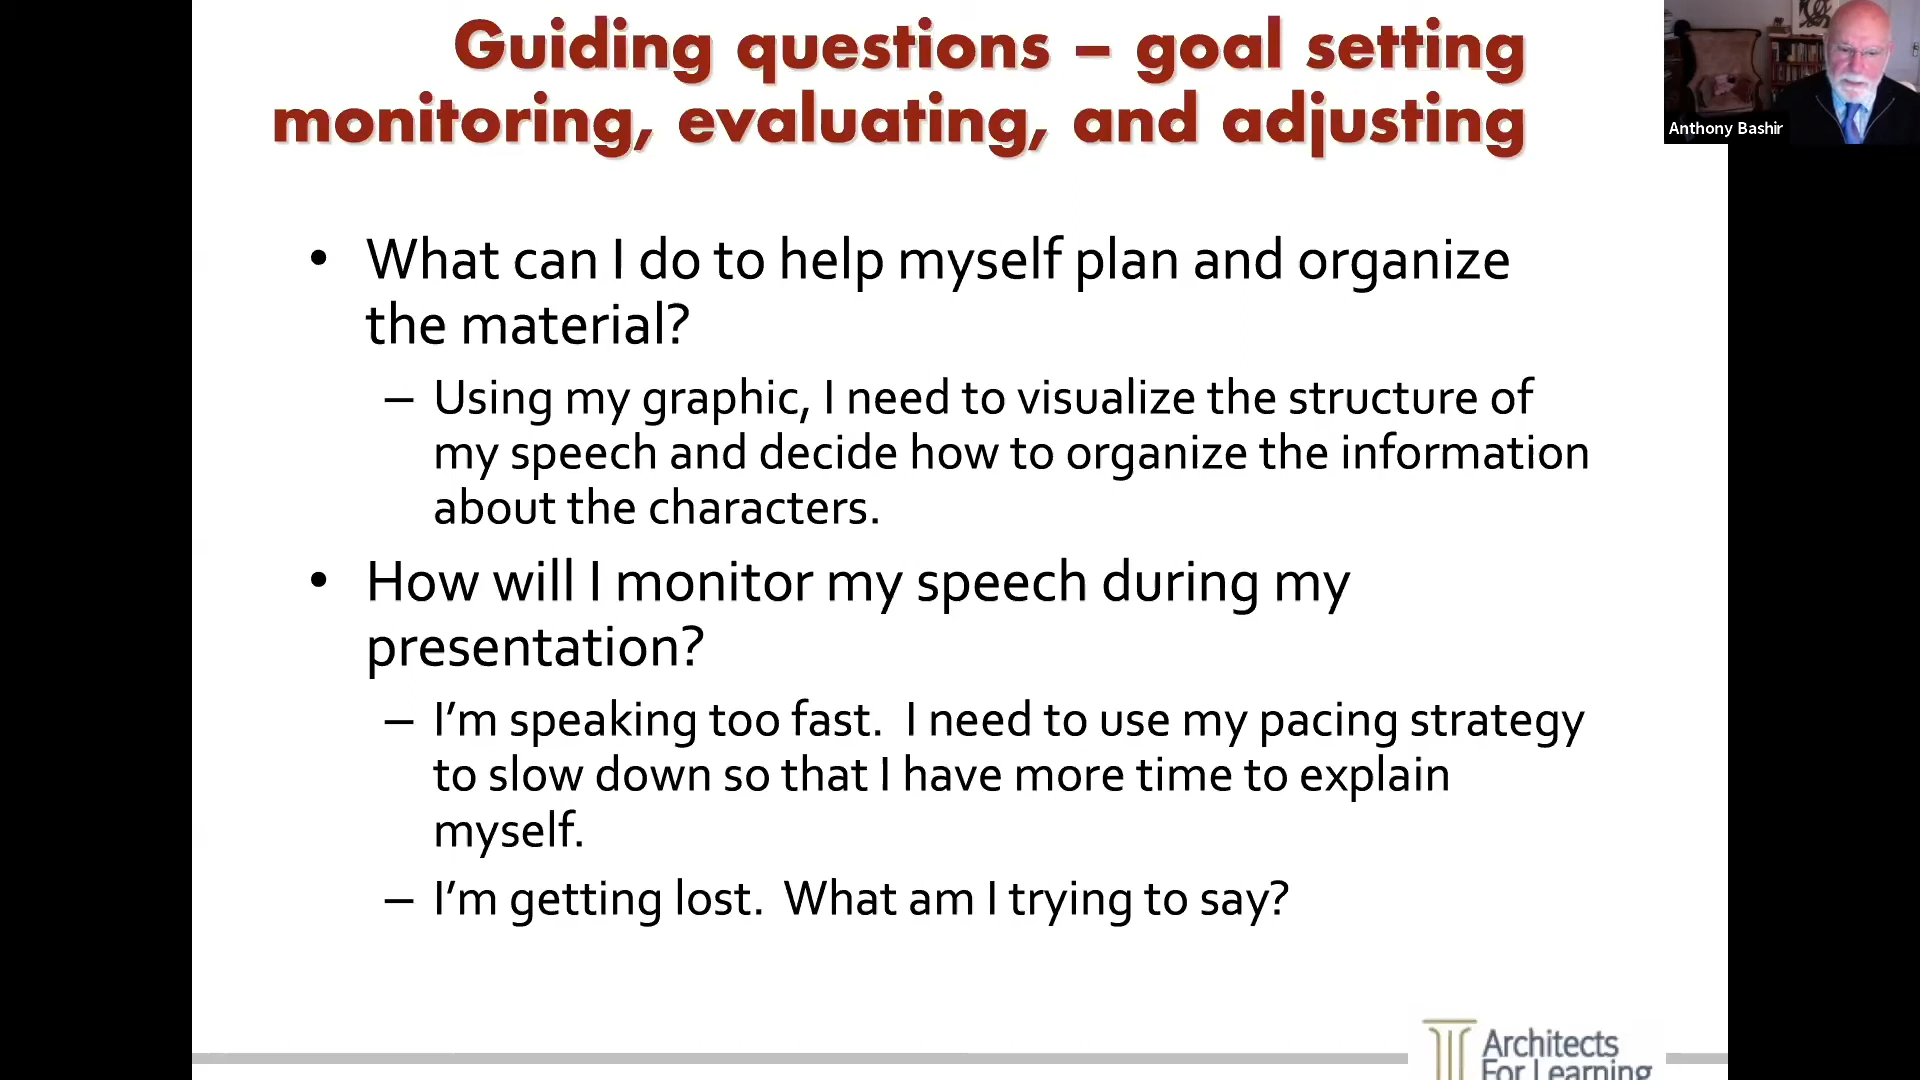 Guiding questions – goal setting
monitoring, evaluating, and adjusting
Anthony Bashir
• What can I do to help myself plan and organize
the material?
– Using my graphic, I need to visualize the structure of
my speech and decide how to organize the information
about the characters.
• How will I monitor my speech during my
presentation?
– I’m speaking too fast.  I need to use my pacing strategy
to slow down so that I have more time to explain
myself.
– I’m getting lost.  What am I trying to say?
Architects
For Learning